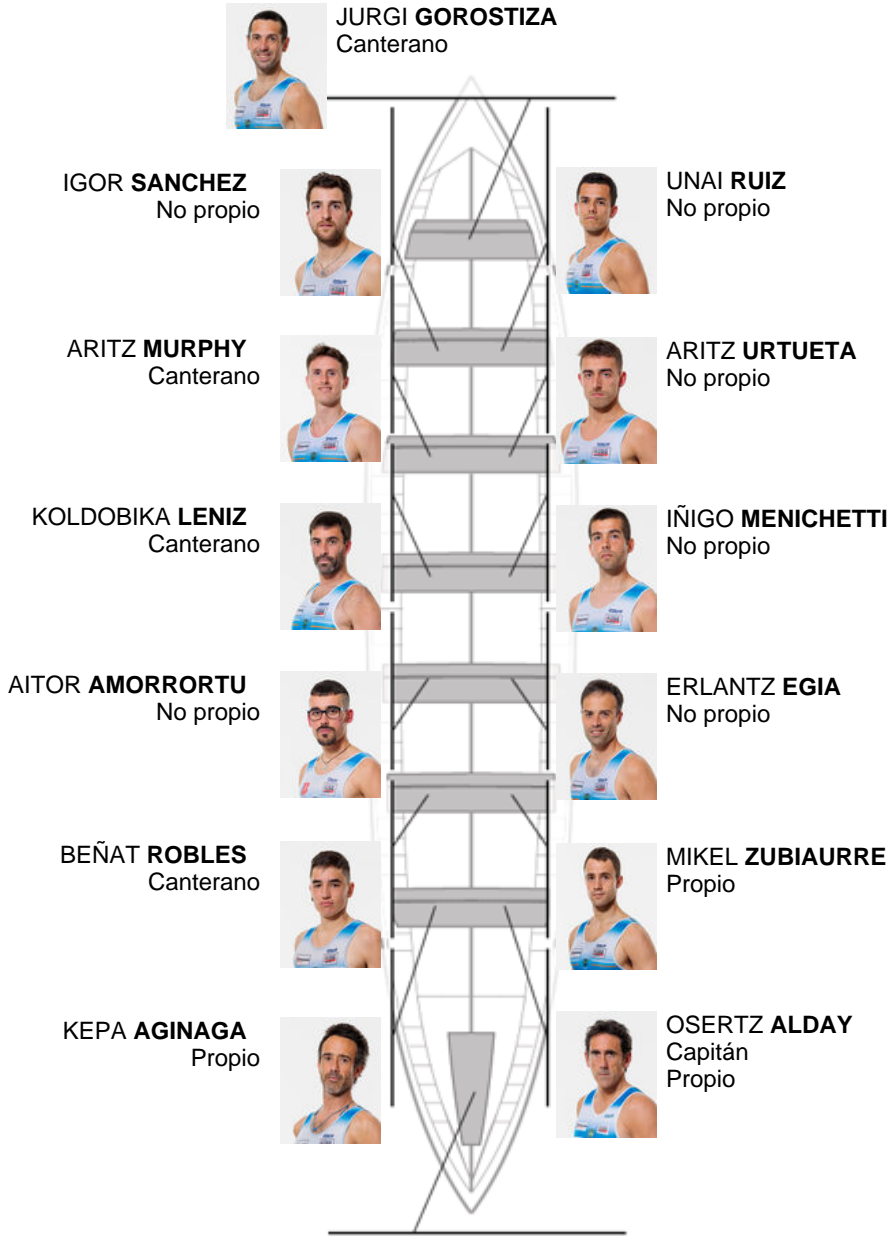 JURGI GOROSTIZA
Canterano
IGOR SANCHEZ
No propio
UNAI RUIZ
No propio
ARITZ MURPHY
Canterano
ARITZ URTUETA
No propio
KOLDOBIKA LENIZ
Canterano
IÑIGO MENICHETTI
No propio
AITOR AMORRORTU
No propio
ERLANTZ EGIA
No propio
BEÑAT ROBLES
Canterano
MIKEL ZUBIAURRE
Propio
KEPA AGINAGA
Propio
OSERTZ ALDAY
Capitán
Propio